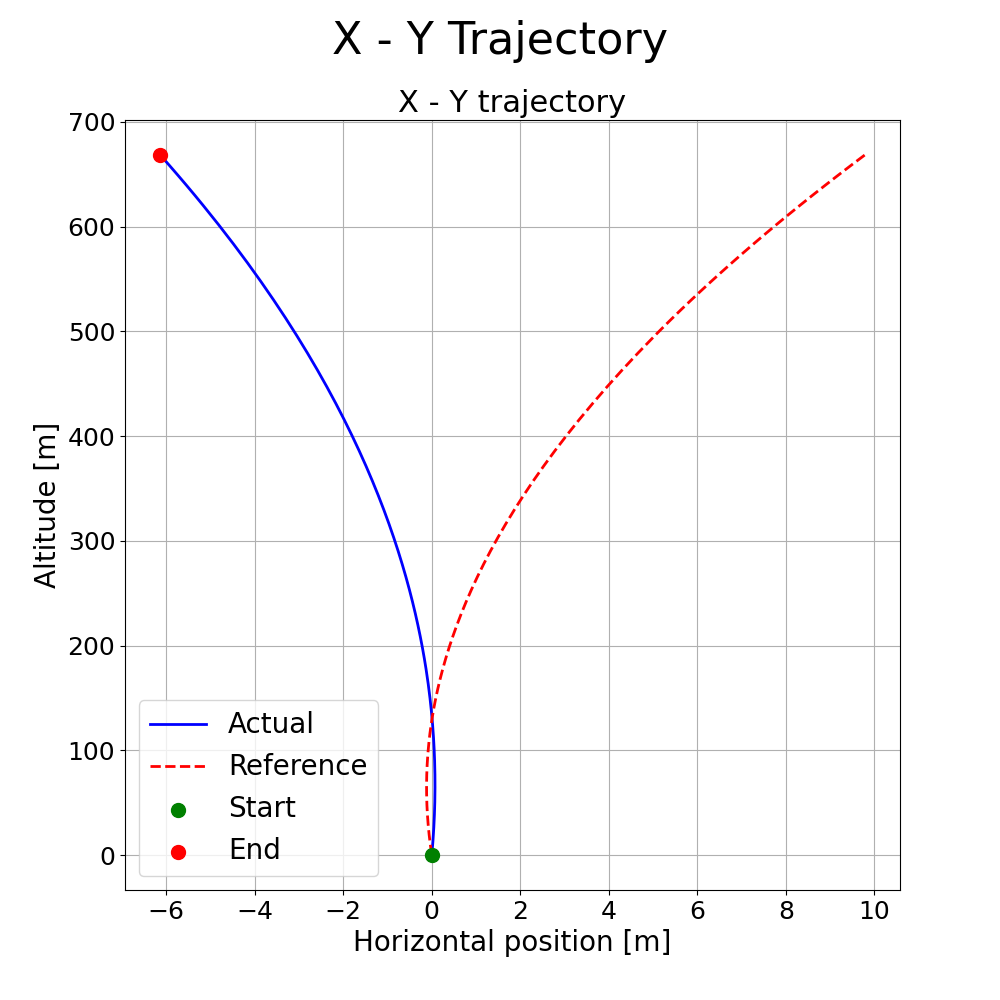 X - Y Trajectory
X - Y trajectory
700
600
500
400
300
200
100
0
Altitude [m]
Actual
Reference
Start
End
−6 −4 −2 0 2 4 6 8 10
Horizontal position [m]